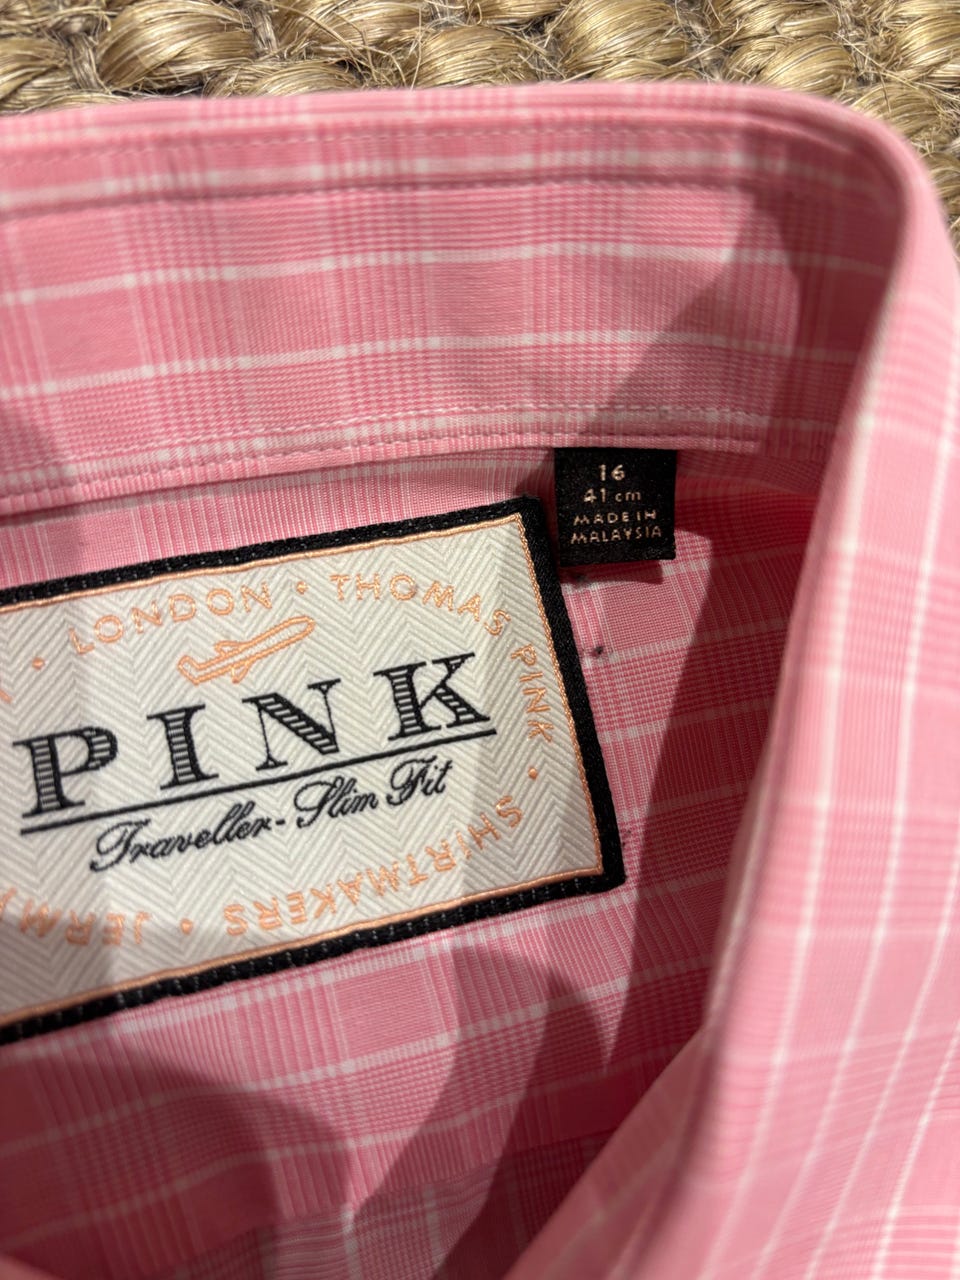 16
41 cm
MADE IN
MALAYSIA
LONDON • THOMAS PINK •
PINK
Traveller - Slim Fit
SHIRTMAKERS •